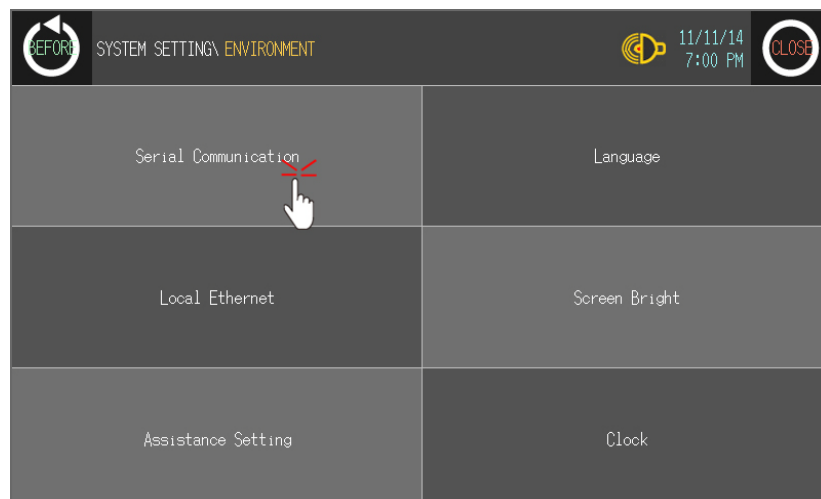 BEFORE
SYSTEM SETTING\ ENVIRONMENT
11/11/14
7:00 PM
CLOSE
Serial Communication
Language
Local Ethernet
Screen Bright
Assistance Setting
Clock